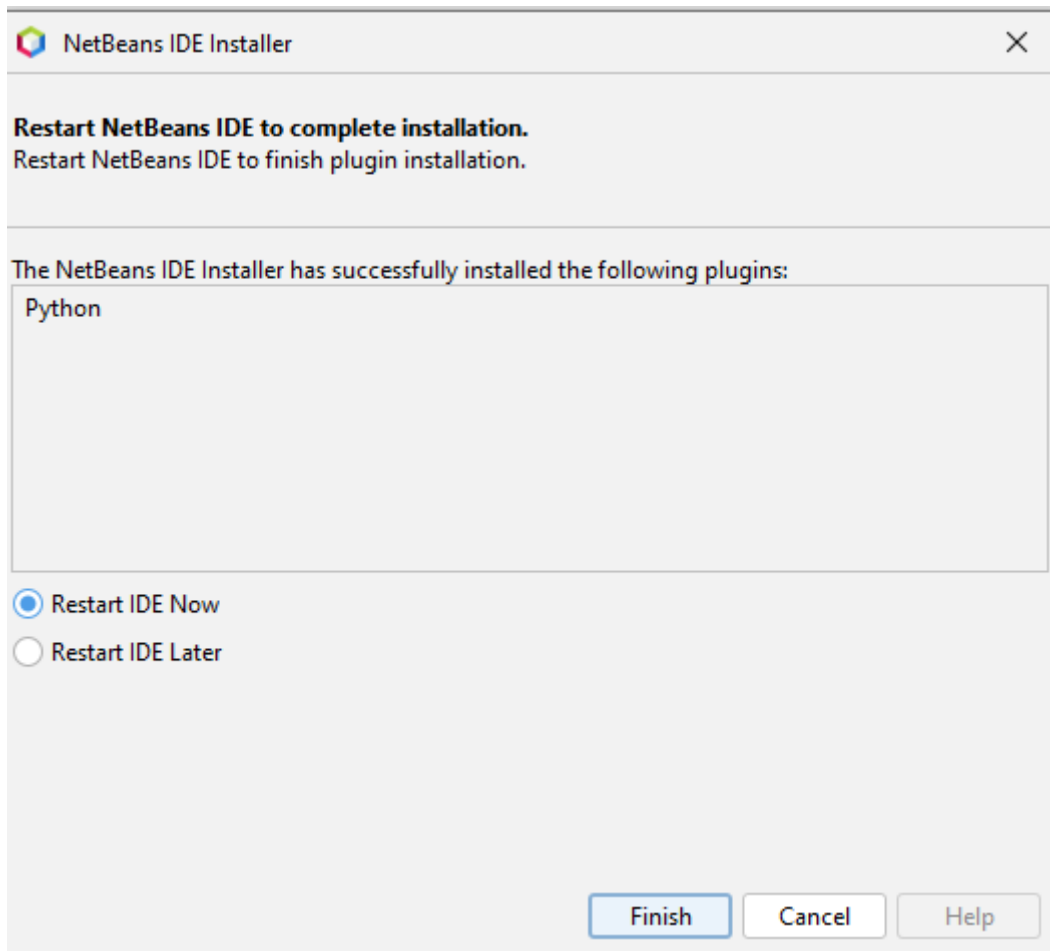 NetBeans IDE Installer
Restart NetBeans IDE to complete installation.
Restart NetBeans IDE to finish plugin installation.
The NetBeans IDE Installer has successfully installed the following plugins:
Python
Restart IDE Now
Restart IDE Later
Finish Cancel Help